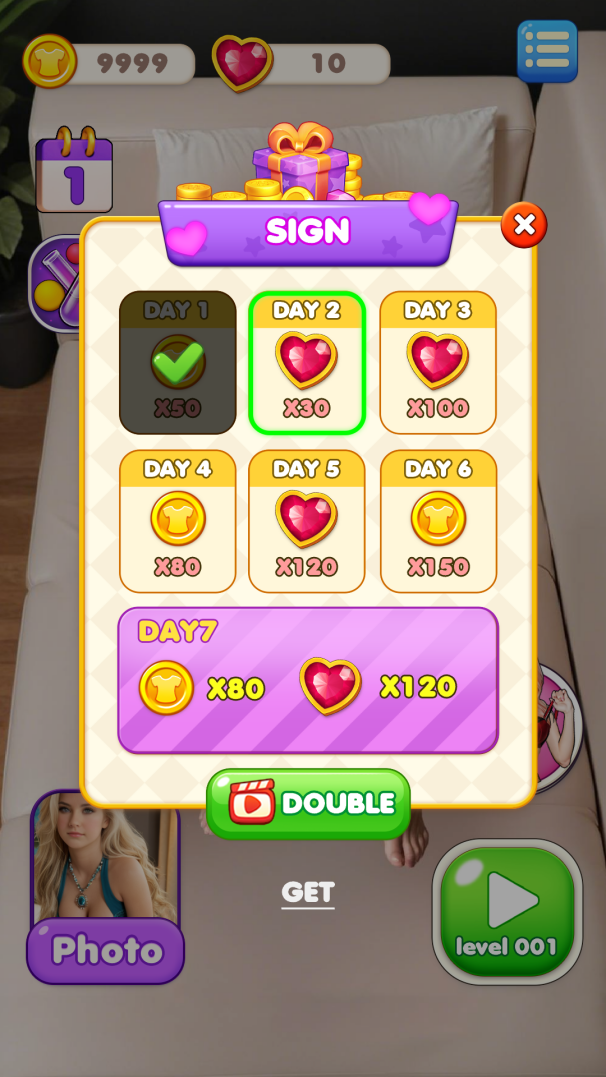 9999
10
1
SIGN
DAY 1
DAY 2
DAY 3
X50
X30
X100
DAY 4
DAY 5
DAY 6
X80
X120
X150
DAY7
X80
X120
DOUBLE
GET
Photo
level 001